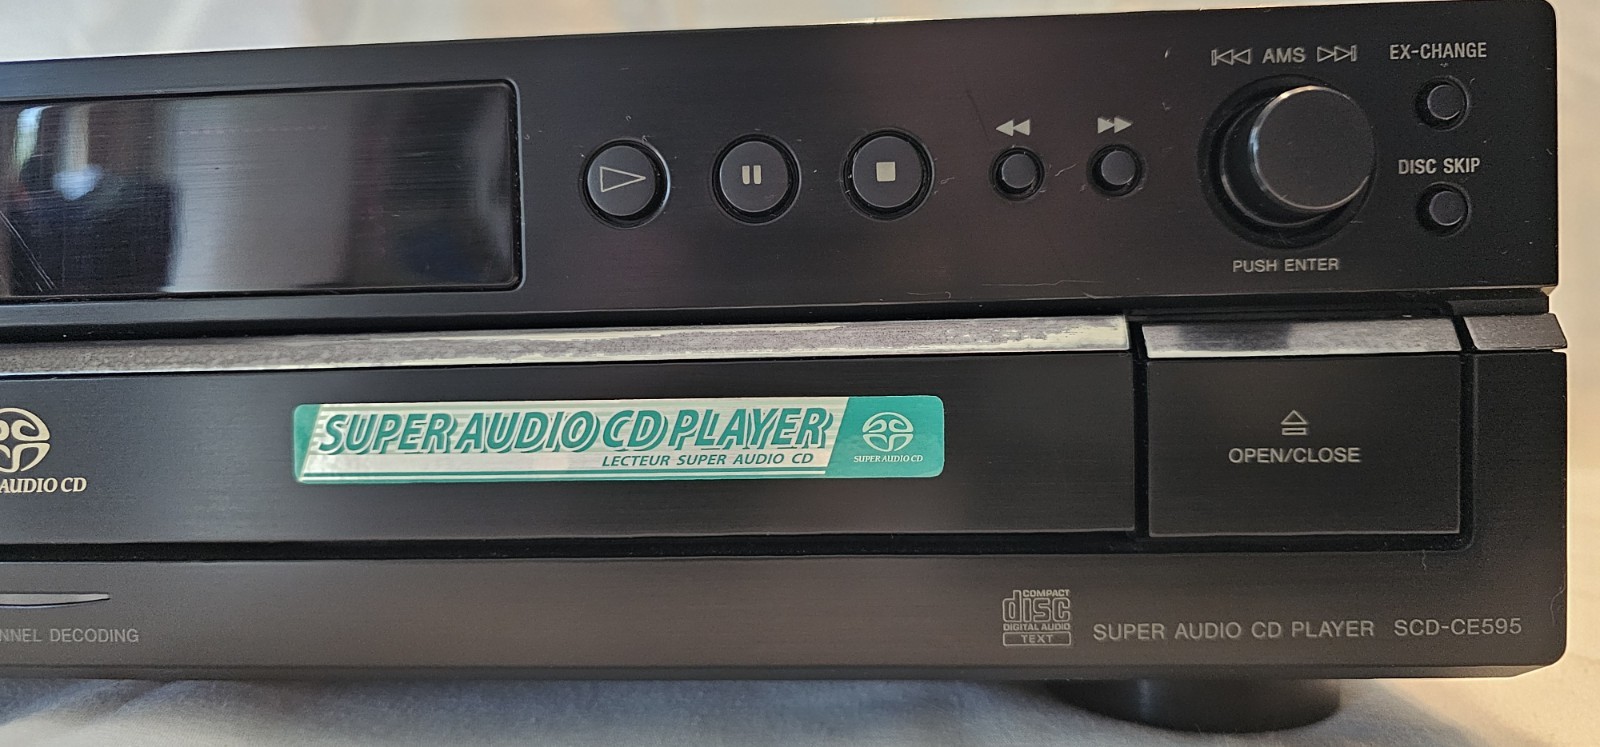 AMS
EX-CHANGE
DISC SKIP
PUSH ENTER
SUPER AUDIO CD PLAYER
LECTEUR SUPER AUDIO CD
SUPER AUDIO CD
AUDIO CD
OPEN/CLOSE
NNEL DECODING
COMPACT
disc
DIGITAL AUDIO
TEXT
SUPER AUDIO CD PLAYER SCD-CE595